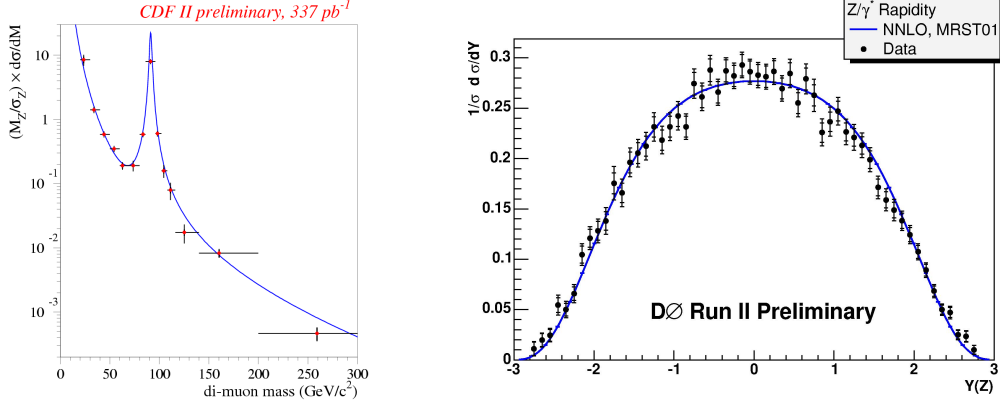 CDF II preliminary, 337 pb⁻¹
(M_Z/σ_Z) × dσ/dM
10
1
10⁻¹
10⁻²
10⁻³
0 50 100 150 200 250 300
di-muon mass (GeV/c²)
Z/γ* Rapidity
NNLO, MRST01
Data
1/σ d σ/dY
0.3
0.25
0.2
0.15
0.1
0.05
0
DØ Run II Preliminary
-3 -2 -1 0 1 2 3
Y(Z)